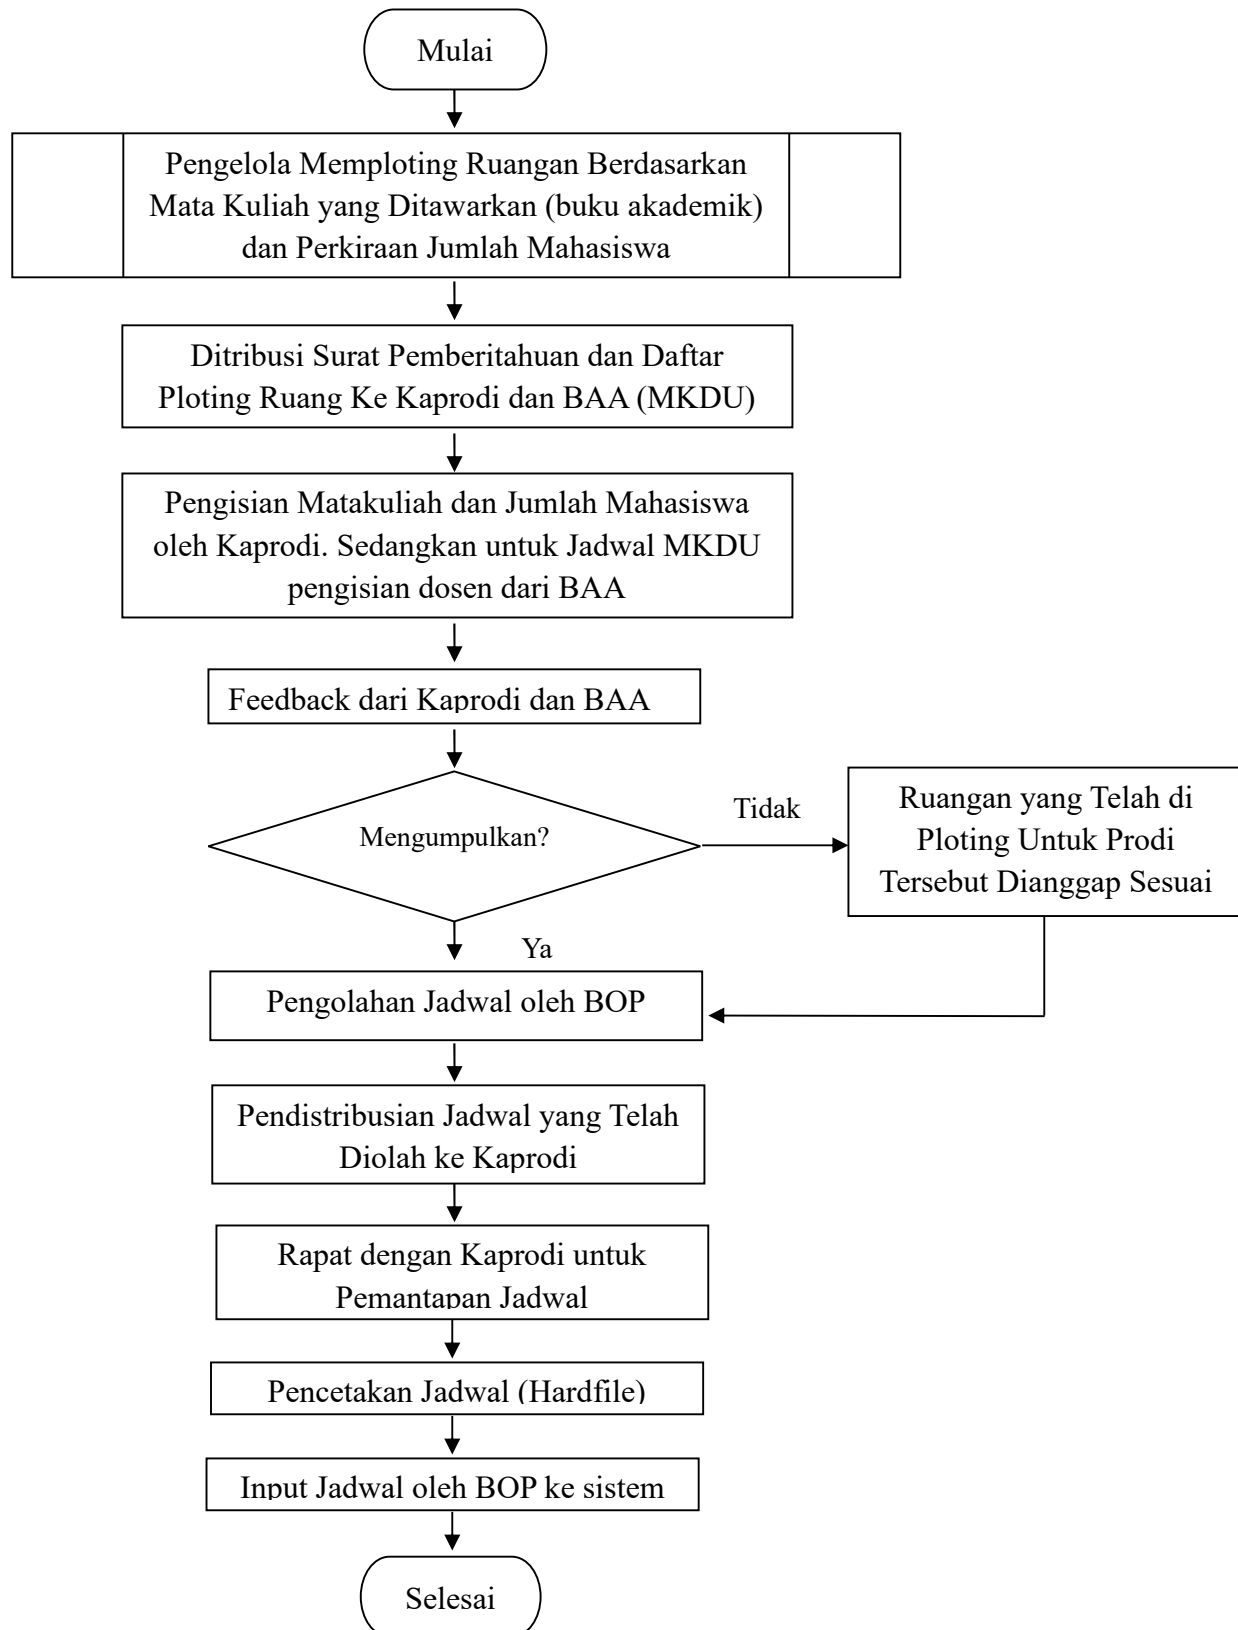 Mulai
Pengelola Memploting Ruangan Berdasarkan
Mata Kuliah yang Ditawarkan (buku akademik)
dan Perkiraan Jumlah Mahasiswa
Ditribusi Surat Pemberitahuan dan Daftar
Ploting Ruang Ke Kaprodi dan BAA (MKDU)
Pengisian Matakuliah dan Jumlah Mahasiswa
oleh Kaprodi. Sedangkan untuk Jadwal MKDU
pengisian dosen dari BAA
Feedback dari Kaprodi dan BAA
Mengumpulkan?
Tidak
Ruangan yang Telah di
Ploting Untuk Prodi
Tersebut Dianggap Sesuai
Ya
Pengolahan Jadwal oleh BOP
Pendistribusian Jadwal yang Telah
Diolah ke Kaprodi
Rapat dengan Kaprodi untuk
Pemantapan Jadwal
Pencetakan Jadwal (Hardfile)
Input Jadwal oleh BOP ke sistem
Selesai